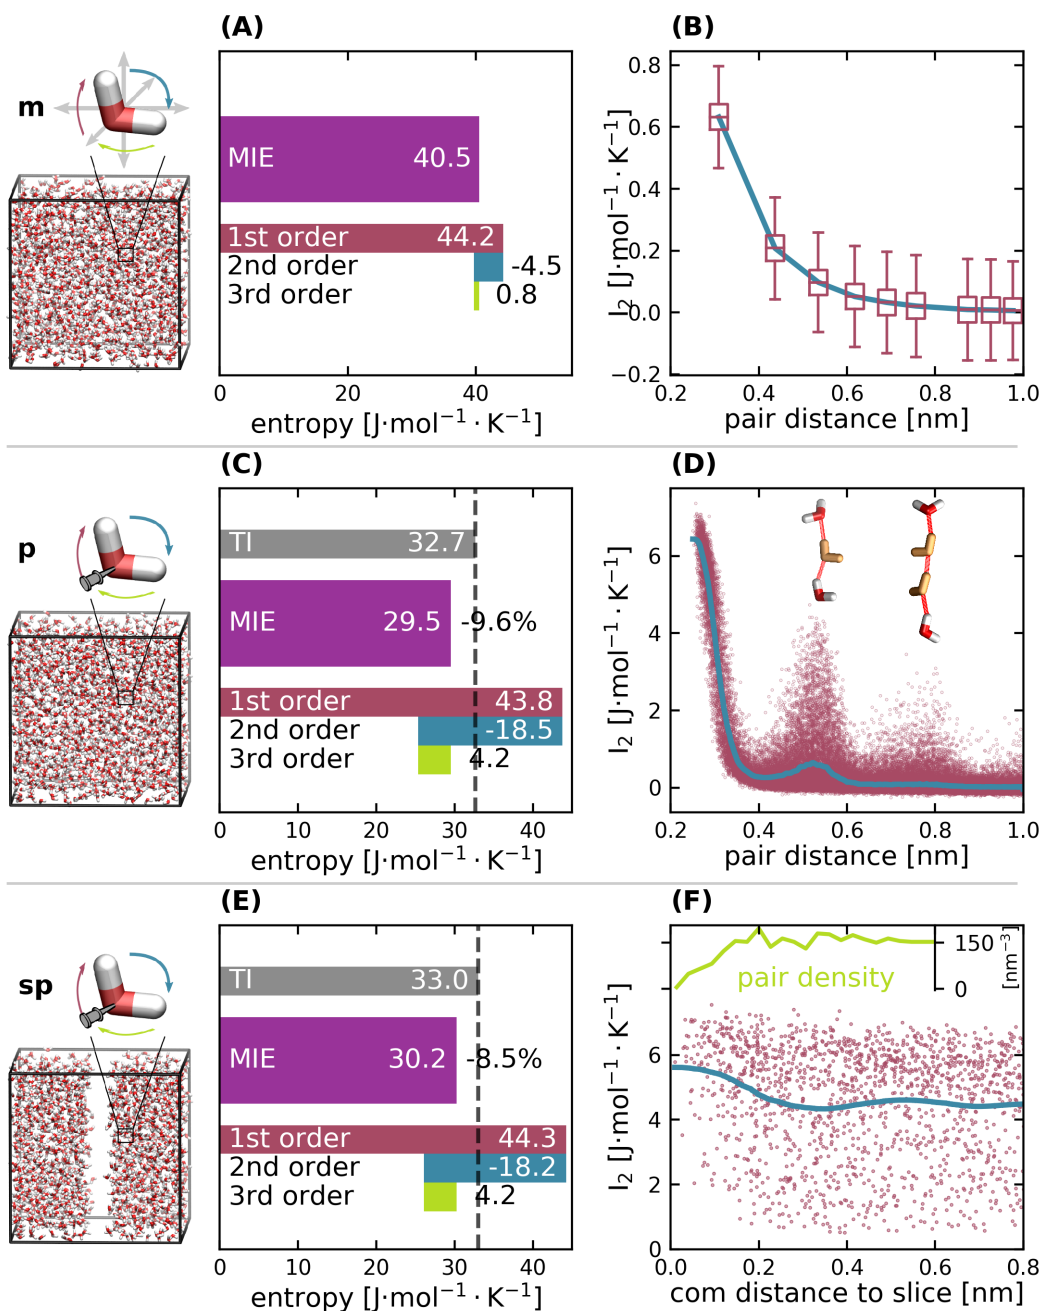 (A)
m
MIE 40.5
1st order 44.2
2nd order -4.5
3rd order 0.8
0 20 40
entropy [J·mol⁻¹ · K⁻¹]
(B)
I₂ [J·mol⁻¹ · K⁻¹]
0.8
0.6
0.4
0.2
0.0
−0.2
0.2 0.4 0.6 0.8 1.0
pair distance [nm]
(C)
p
TI 32.7
MIE 29.5 -9.6%
1st order 43.8
2nd order -18.5
3rd order 4.2
0 10 20 30 40
entropy [J·mol⁻¹ · K⁻¹]
(D)
I₂ [J·mol⁻¹ · K⁻¹]
6
4
2
0
0.2 0.4 0.6 0.8 1.0
pair distance [nm]
(E)
sp
TI 33.0
MIE 30.2 -8.5%
1st order 44.3
2nd order -18.2
3rd order 4.2
0 10 20 30 40
entropy [J·mol⁻¹ · K⁻¹]
(F)
pair density
150
0
[nm⁻³]
I₂ [J·mol⁻¹ · K⁻¹]
6
4
2
0
0.0 0.2 0.4 0.6 0.8
com distance to slice [nm]